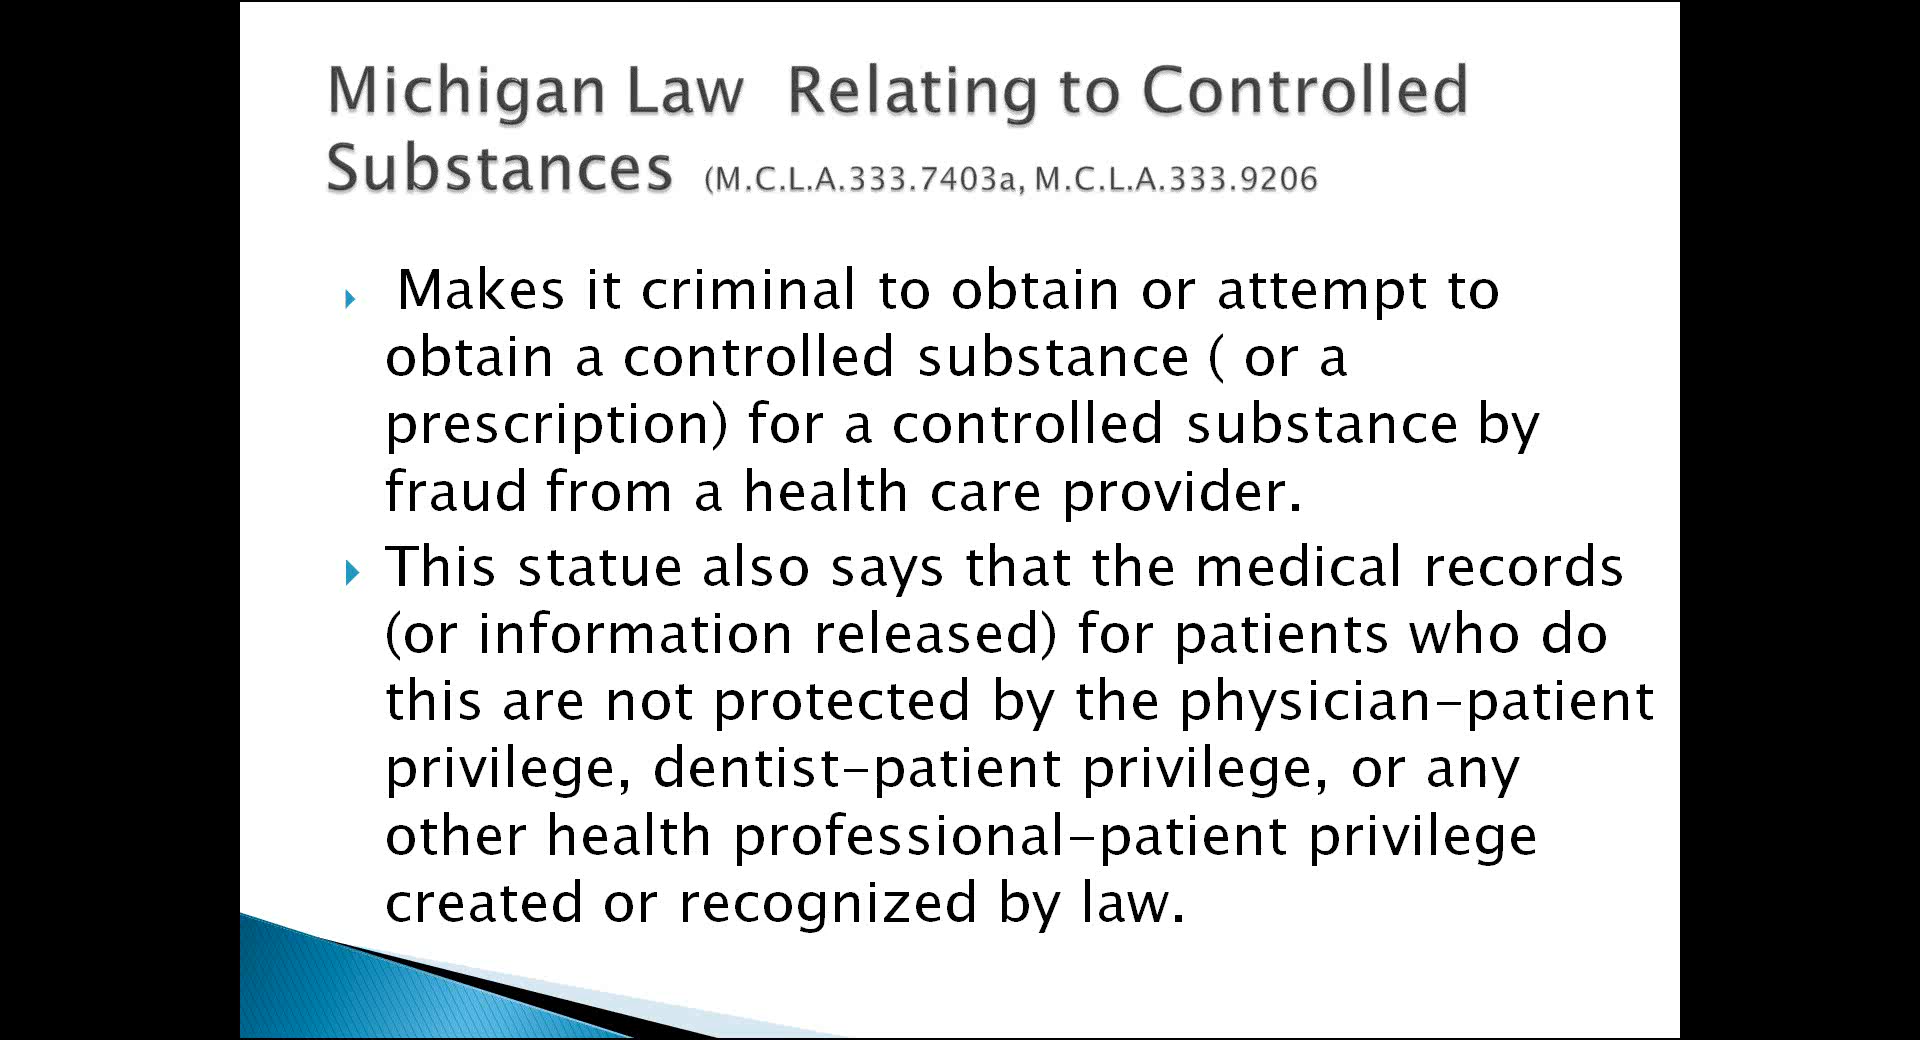 Michigan Law  Relating to Controlled
Substances (M.C.L.A.333.7403a, M.C.L.A.333.9206
Makes it criminal to obtain or attempt to
obtain a controlled substance ( or a
prescription) for a controlled substance by
fraud from a health care provider.
This statue also says that the medical records
(or information released) for patients who do
this are not protected by the physician-patient
privilege, dentist-patient privilege, or any
other health professional-patient privilege
created or recognized by law.